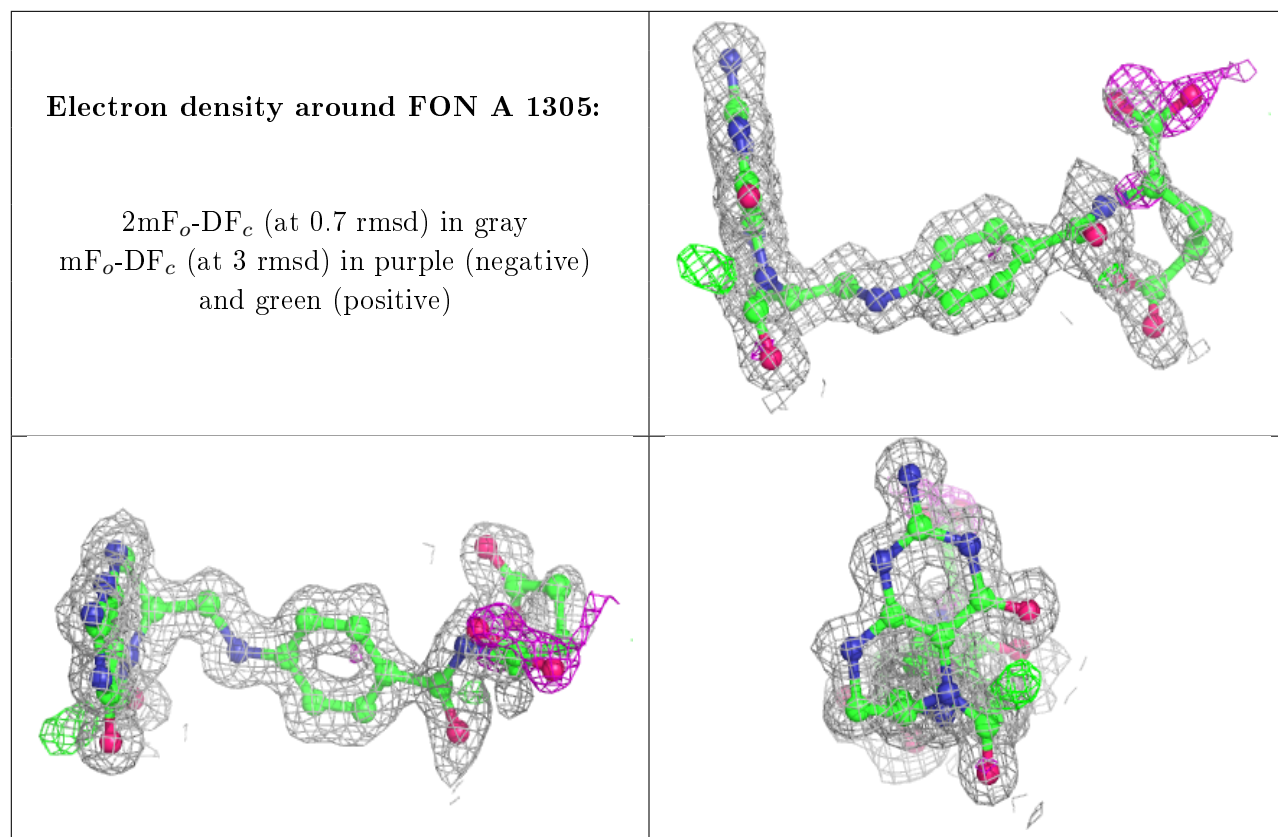 Electron density around FON A 1305:
2mFₒ-DF𝒸 (at 0.7 rmsd) in gray
mFₒ-DF𝒸 (at 3 rmsd) in purple (negative)
and green (positive)